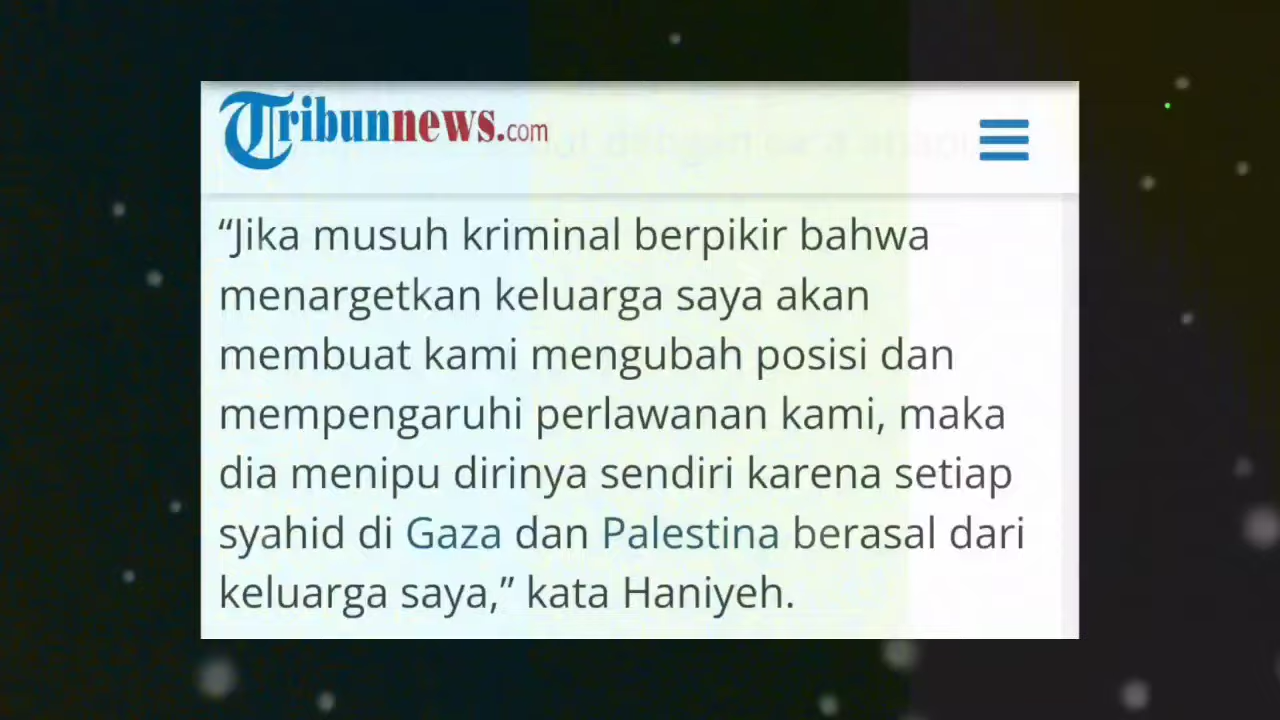 Tribunnews.com
“Jika musuh kriminal berpikir bahwa
menargetkan keluarga saya akan
membuat kami mengubah posisi dan
mempengaruhi perlawanan kami, maka
dia menipu dirinya sendiri karena setiap
syahid di Gaza dan Palestina berasal dari
keluarga saya,” kata Haniyeh.